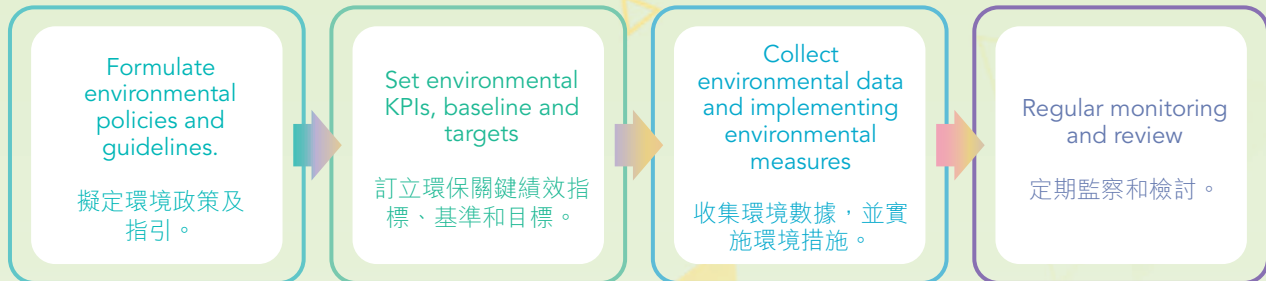 Formulate
environmental
policies and
guidelines.
擬定環境政策及
指引。
Set environmental
KPIs, baseline and
targets
訂立環保關鍵績效指
標、基準和目標。
Collect
environmental data
and implementing
environmental
measures
收集環境數據，並實
施環境措施。
Regular monitoring
and review
定期監察和檢討。